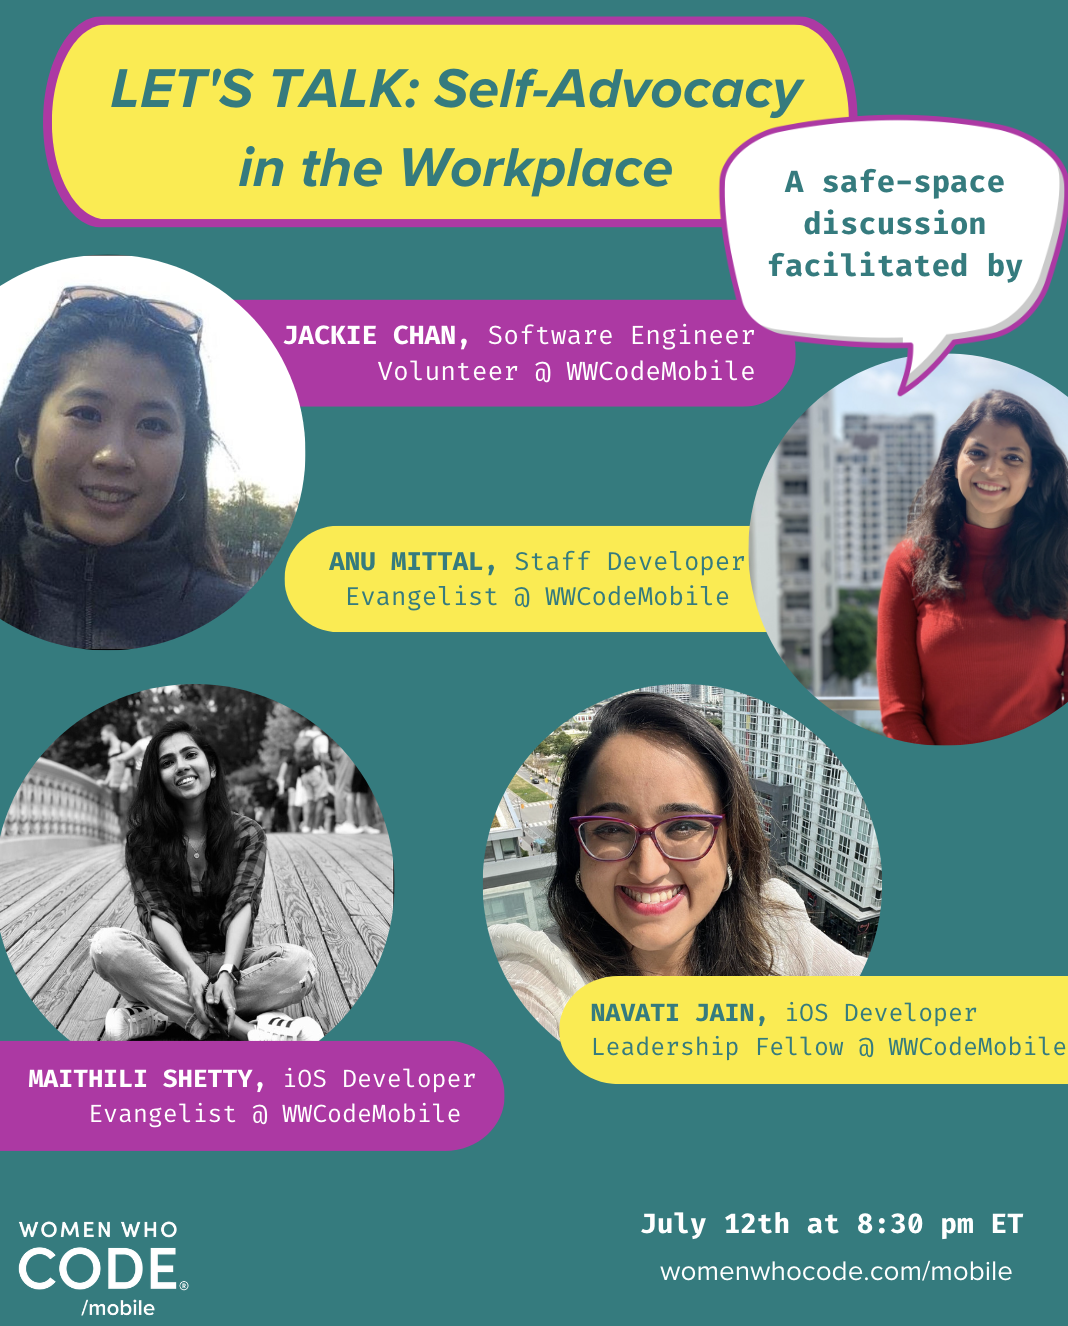 LET'S TALK: Self-Advocacy
in the Workplace
A safe-space
discussion
facilitated by
JACKIE CHAN, Software Engineer
Volunteer @ WWCodeMobile
ANU MITTAL, Staff Developer
Evangelist @ WWCodeMobile
MAITHILI SHETTY, iOS Developer
Evangelist @ WWCodeMobile
NAVATI JAIN, iOS Developer
Leadership Fellow @ WWCodeMobile
WOMEN WHO
CODE®
/mobile
July 12th at 8:30 pm ET
womenwhocode.com/mobile